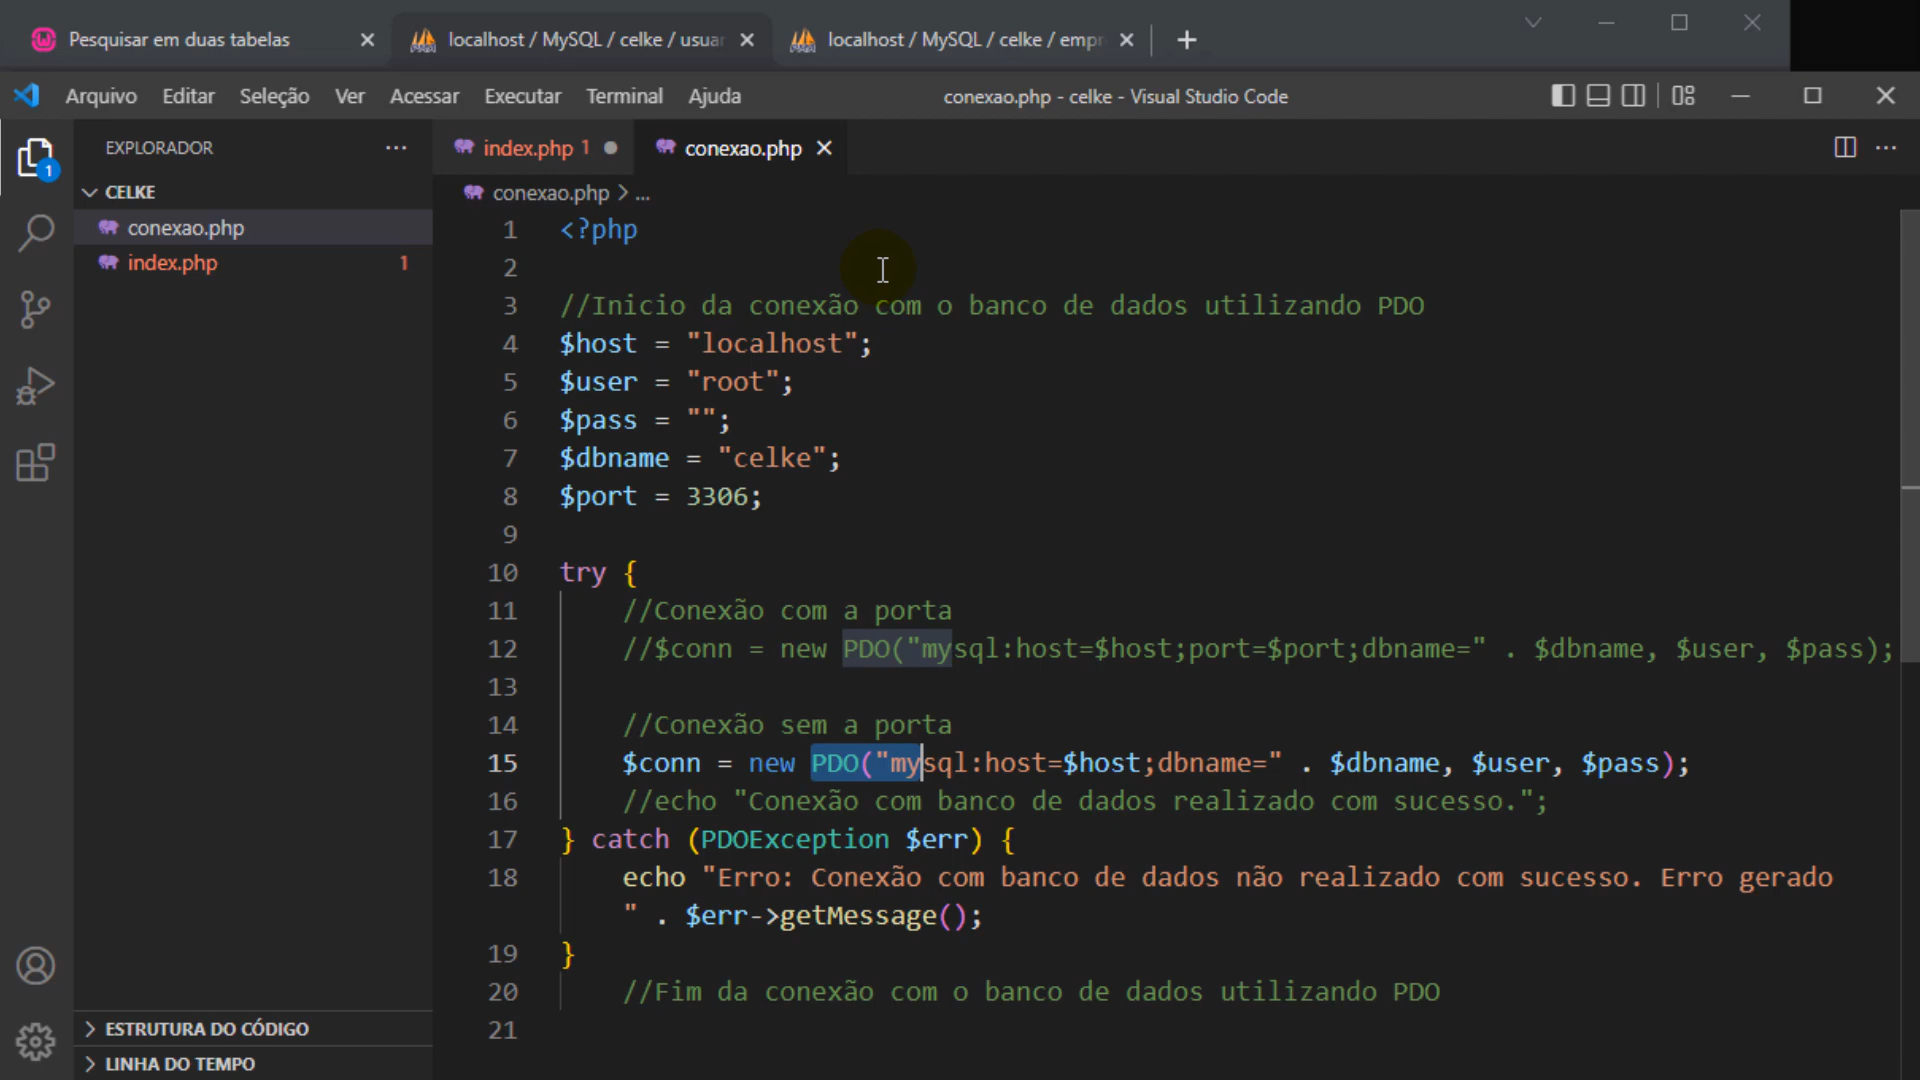 Pesquisar em duas tabelas
localhost / MySQL / celke / usuar
localhost / MySQL / celke / empr
Arquivo Editar Seleção Ver Acessar Executar Terminal Ajuda
conexao.php - celke - Visual Studio Code
EXPLORADOR
index.php 1
conexao.php
1
CELKE
conexao.php > ...
conexao.php
index.php 1
1 <?php
2
3 //Inicio da conexão com o banco de dados utilizando PDO
4 $host = "localhost";
5 $user = "root";
6 $pass = "";
7 $dbname = "celke";
8 $port = 3306;
9
10 try {
11 //Conexão com a porta
12 //$conn = new PDO("mysql:host=$host;port=$port;dbname=" . $dbname, $user, $pass);
13
14 //Conexão sem a porta
15 $conn = new PDO("mysql:host=$host;dbname=" . $dbname, $user, $pass);
16 //echo "Conexão com banco de dados realizado com sucesso.";
17 } catch (PDOException $err) {
18 echo "Erro: Conexão com banco de dados não realizado com sucesso. Erro gerado
" . $err->getMessage();
19 }
20 //Fim da conexão com o banco de dados utilizando PDO
21
ESTRUTURA DO CÓDIGO
LINHA DO TEMPO